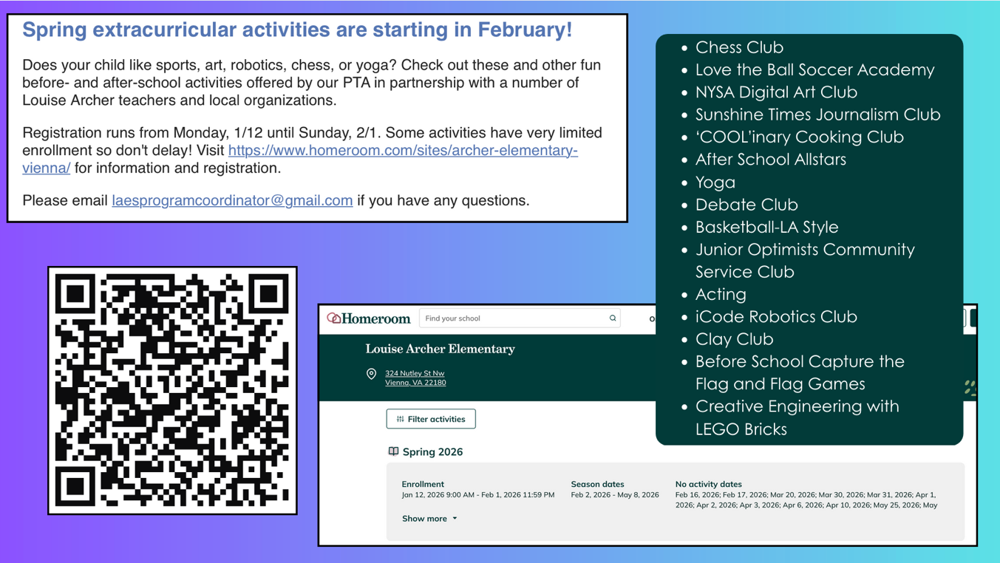 Spring extracurricular activities are starting in February!
Does your child like sports, art, robotics, chess, or yoga? Check out these and other fun
before- and after-school activities offered by our PTA in partnership with a number of
Louise Archer teachers and local organizations.
Registration runs from Monday, 1/12 until Sunday, 2/1. Some activities have very limited
enrollment so don't delay! Visit https://www.homeroom.com/sites/archer-elementary-
vienna/ for information and registration.
Please email laesprogramcoordinator@gmail.com if you have any questions.
• Chess Club
• Love the Ball Soccer Academy
• NYSA Digital Art Club
• Sunshine Times Journalism Club
• ‘COOL’inary Cooking Club
• After School Allstars
• Yoga
• Debate Club
• Basketball-LA Style
• Junior Optimists Community
Service Club
• Acting
• iCode Robotics Club
• Clay Club
• Before School Capture the
Flag and Flag Games
• Creative Engineering with
LEGO Bricks
Homeroom
Find your school
Louise Archer Elementary
324 Nutley St Nw
Vienna, VA 22180
Filter activities
Spring 2026
Enrollment
Jan 12, 2026 9:00 AM - Feb 1, 2026 11:59 PM
Season dates
Feb 2, 2026 - May 8, 2026
No activity dates
Feb 16, 2026; Feb 17, 2026; Mar 20, 2026; Mar 30, 2026; Mar 31, 2026; Apr 1,
2026; Apr 2, 2026; Apr 3, 2026; Apr 6, 2026; Apr 10, 2026; May 25, 2026; May
Show more